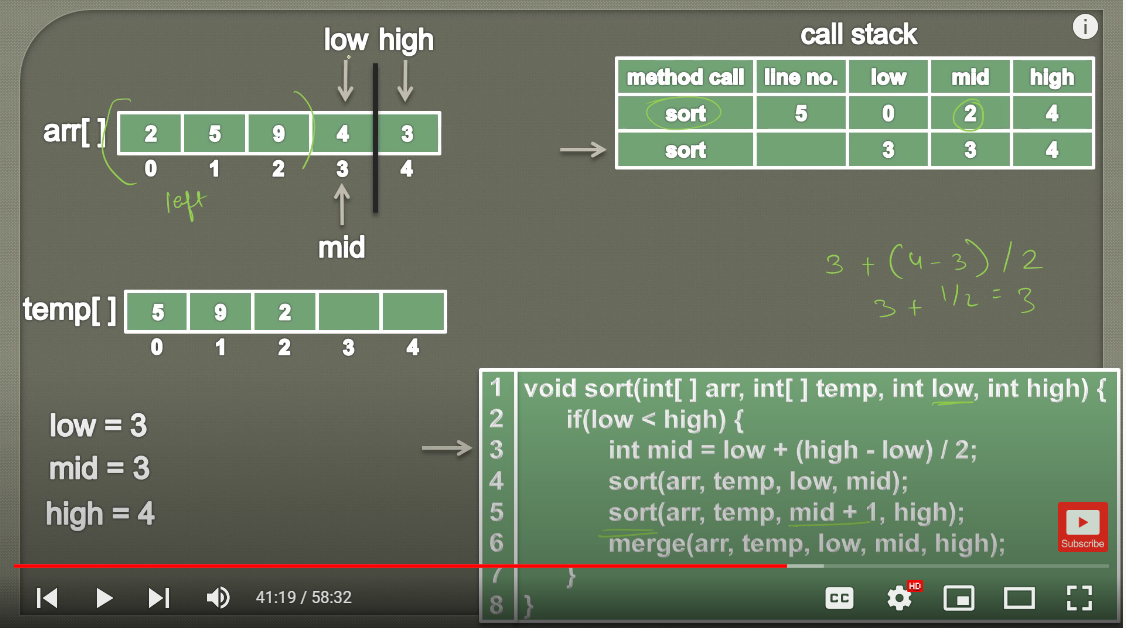 low high
arr[ ]
2 5 9 4 3
0 1 2 3 4
left
mid
temp[ ]
5 9 2
0 1 2 3 4
low = 3
mid = 3
high = 4
call stack
method call line no. low mid high
sort 5 0 2 4
sort 3 3 4
3 + (4 - 3) / 2
3 + 1/2 = 3
1 void sort(int[ ] arr, int[ ] temp, int low, int high) {
2 if(low < high) {
3 int mid = low + (high - low) / 2;
4 sort(arr, temp, low, mid);
5 sort(arr, temp, mid + 1, high);
6 merge(arr, temp, low, mid, high);
7 }
8 }
i
Subscribe
41:19 / 58:32
CC
HD